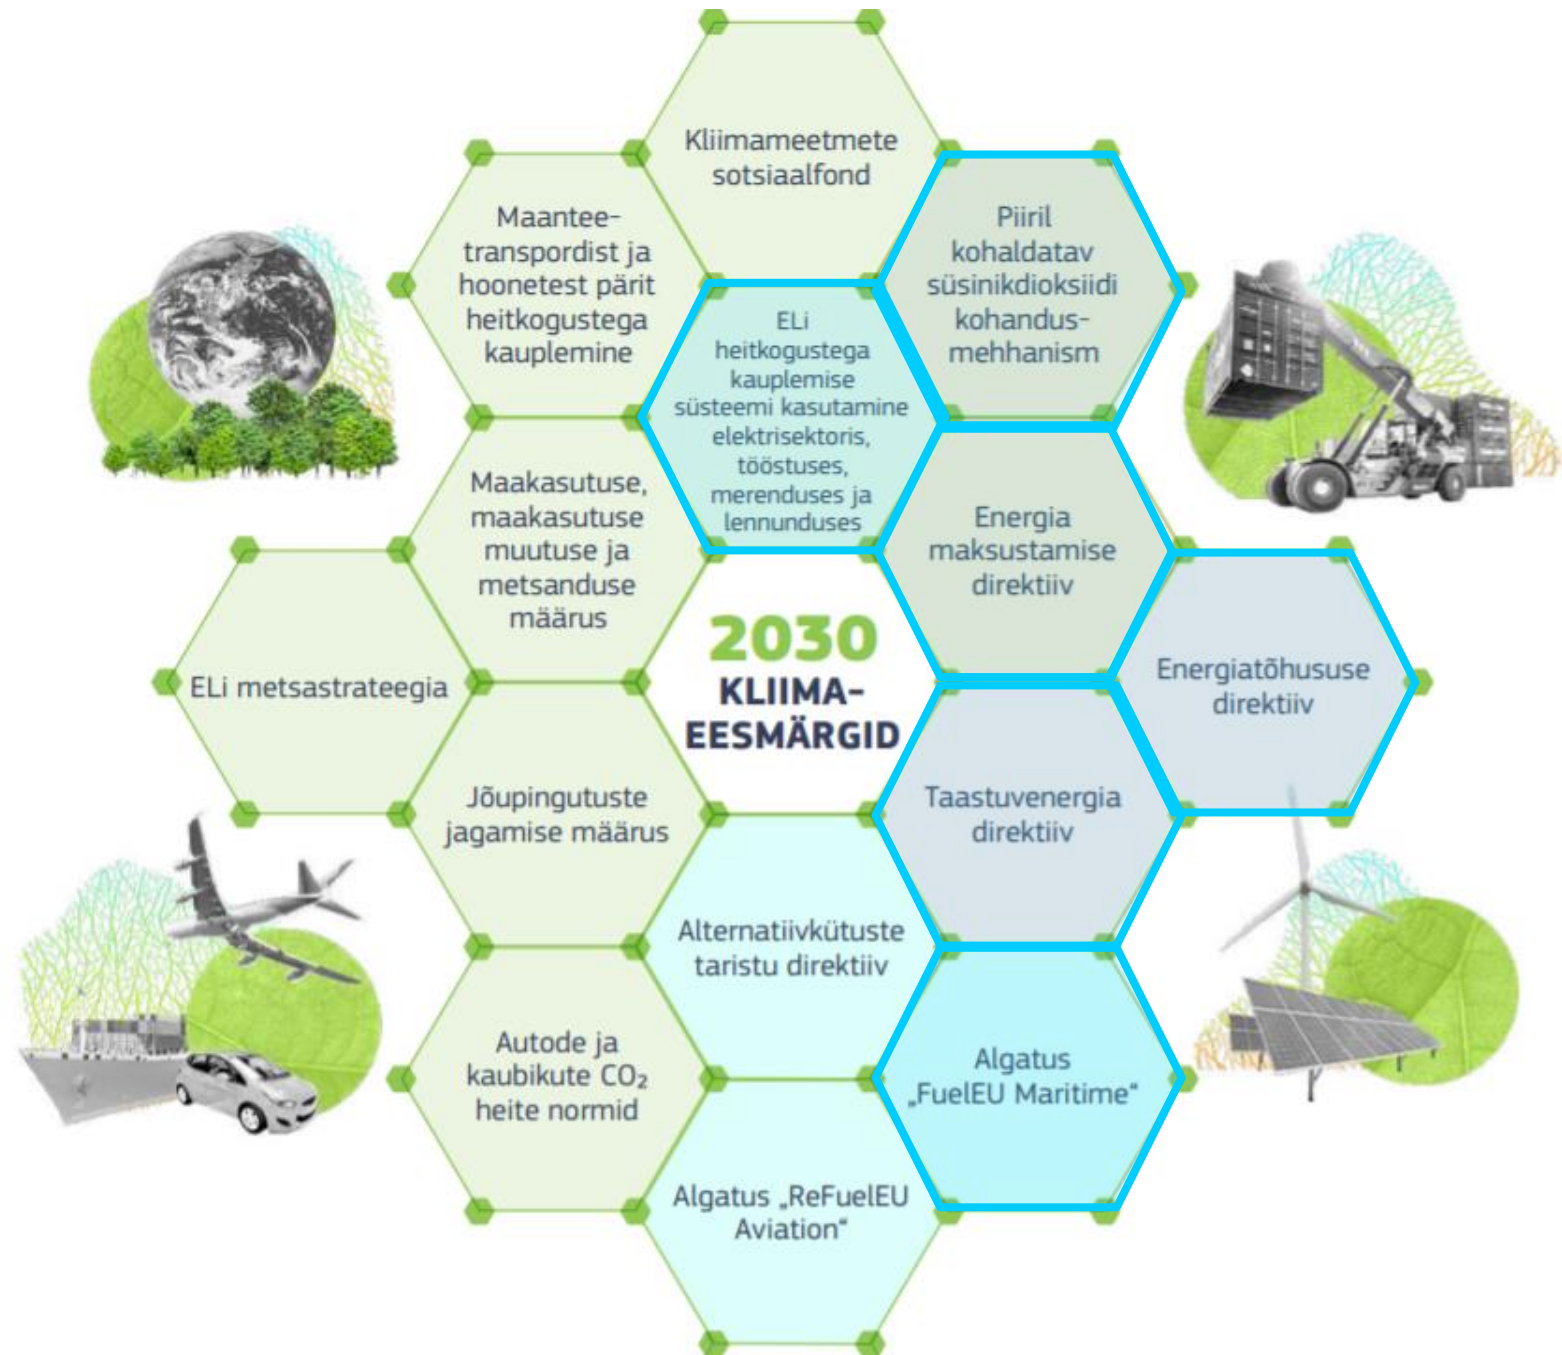 Kliimameetmete
sotsiaalfond
Maantee-
transpordist ja
hoonetest pärit
heitkogustega
kauplemine
Piiril
kohaldatav
süsinikdioksiidi
kohandus-
mehhanism
ELi
heitkogustega
kauplemise
süsteemi kasutamine
elektrisektoris,
tööstuses,
merenduses ja
lennunduses
Maakasutuse,
maakasutuse
muutuse ja
metsanduse
määrus
Energia
maksustamise
direktiiv
ELi metsastrateegia
2030
KLIIMA-
EESMÄRGID
Energiatõhususe
direktiiv
Jõupingutuste
jagamise määrus
Taastuvenergia
direktiiv
Alternatiivkütuste
taristu direktiiv
Autode ja
kaubikute CO₂
heite normid
Algatus
„FuelEU Maritime“
Algatus „ReFuelEU
Aviation“